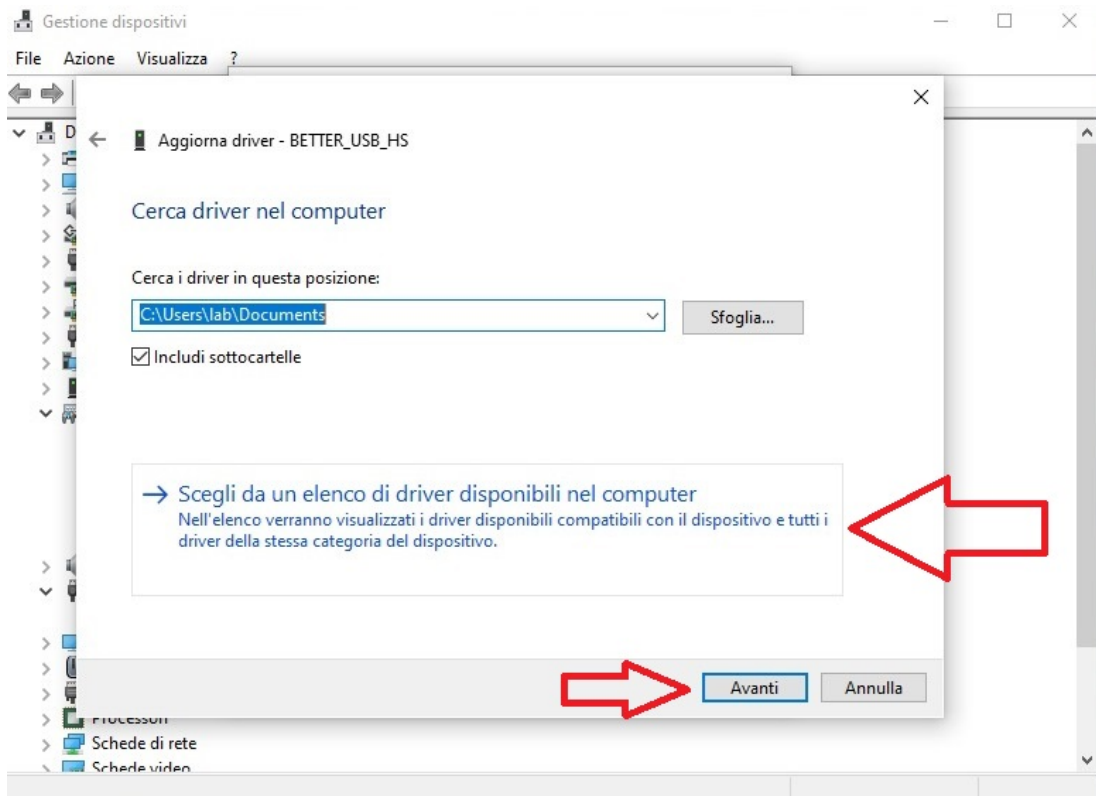 Gestione dispositivi
File Azione Visualizza ?
D
Aggiorna driver - BETTER_USB_HS
Cerca driver nel computer
Cerca i driver in questa posizione:
C:\Users\lab\Documents
Sfoglia...
Includi sottocartelle
Scegli da un elenco di driver disponibili nel computer
Nell'elenco verranno visualizzati i driver disponibili compatibili con il dispositivo e tutti i
driver della stessa categoria del dispositivo.
Avanti Annulla
Processori
Schede di rete
Schede video